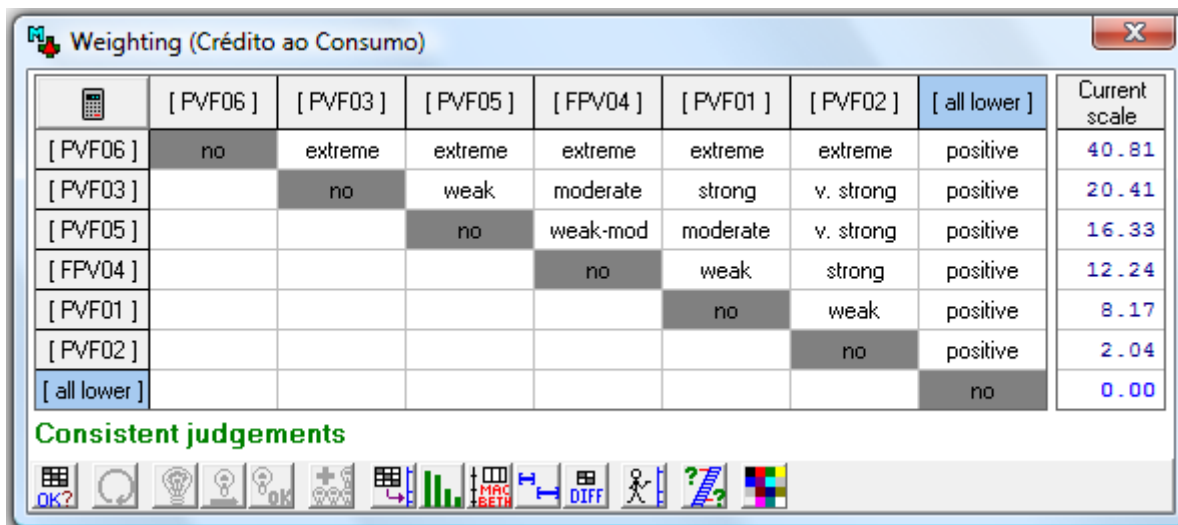 Weighting (Crédito ao Consumo)
[ PVF06 ] [ PVF03 ] [ PVF05 ] [ FPV04 ] [ PVF01 ] [ PVF02 ] [ all lower ] Current scale
[ PVF06 ] no extreme extreme extreme extreme extreme positive 40.81
[ PVF03 ] no weak moderate strong v. strong positive 20.41
[ PVF05 ] no weak-mod moderate v. strong positive 16.33
[ FPV04 ] no weak strong positive 12.24
[ PVF01 ] no weak positive 8.17
[ PVF02 ] no positive 2.04
[ all lower ] no 0.00
Consistent judgements
OK? OK MAC BETH DIFF ? ?